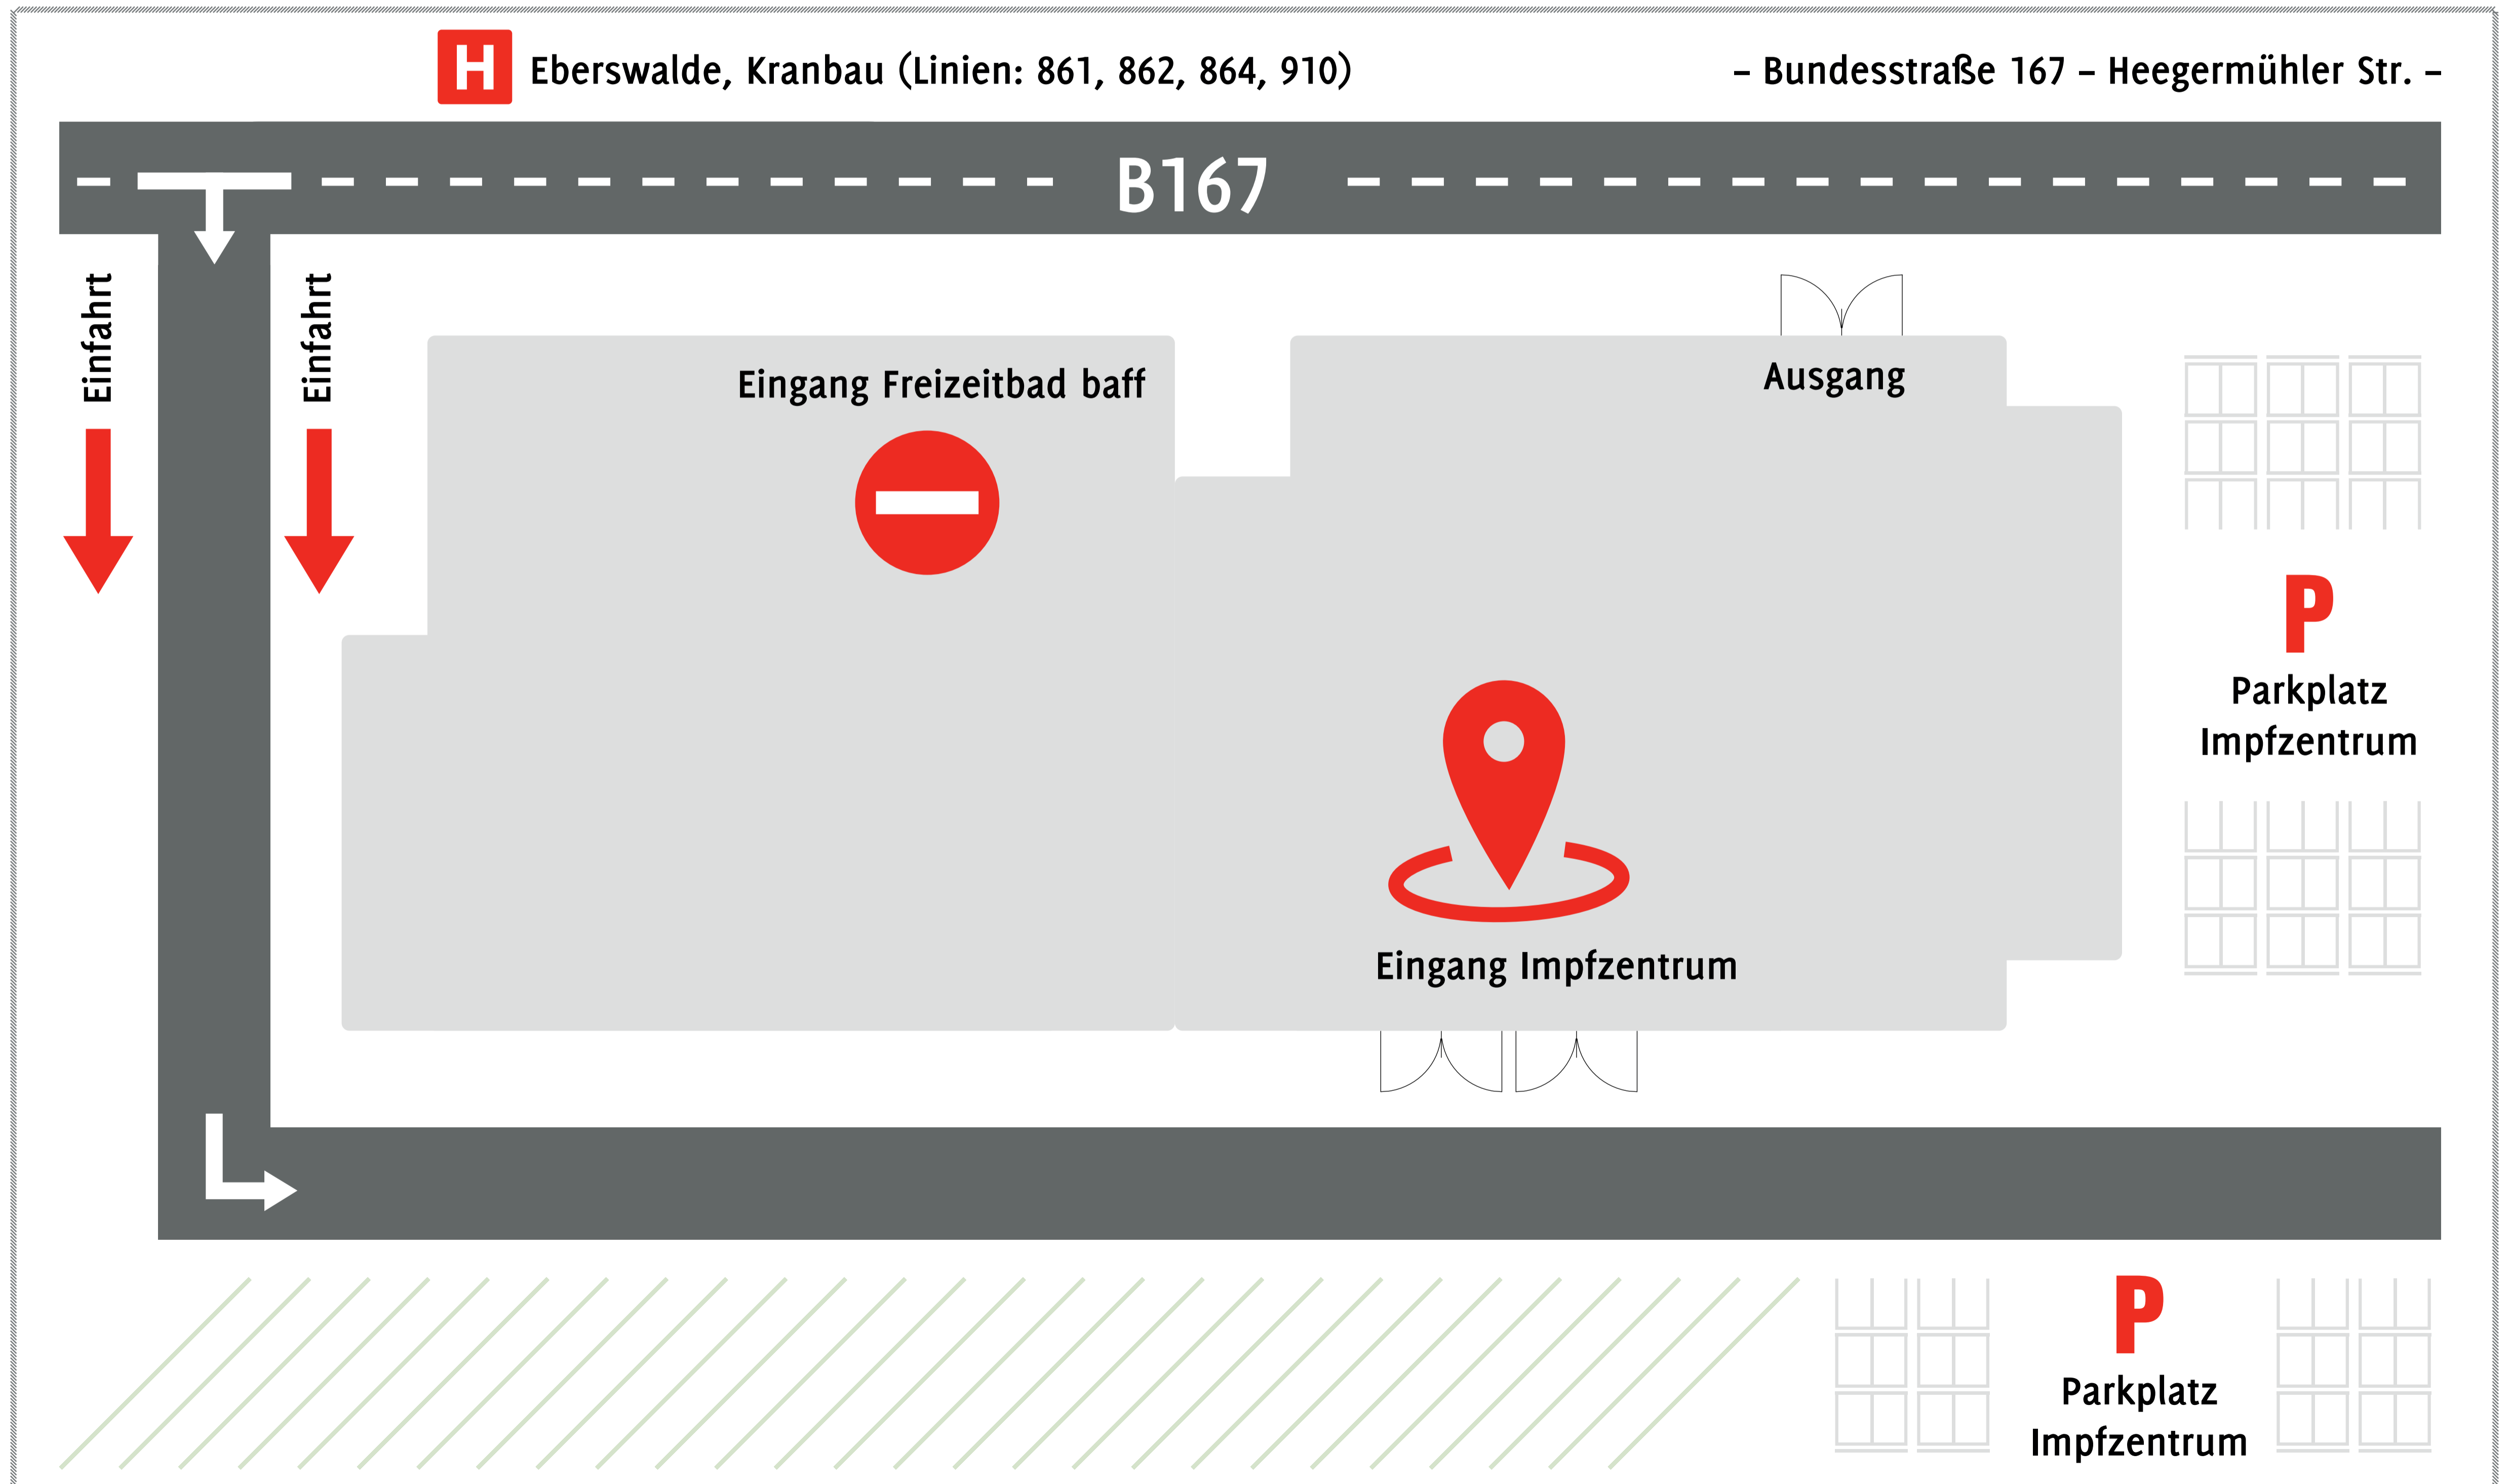 H Eberswalde, Kranbau (Linien: 861, 862, 864, 910)
– Bundesstraße 167 – Heegermühler Str. –
B167
Einfahrt
Einfahrt
Eingang Freizeitbad baff
Ausgang
P
Parkplatz
Impfzentrum
Eingang Impfzentrum
P
Parkplatz
Impfzentrum